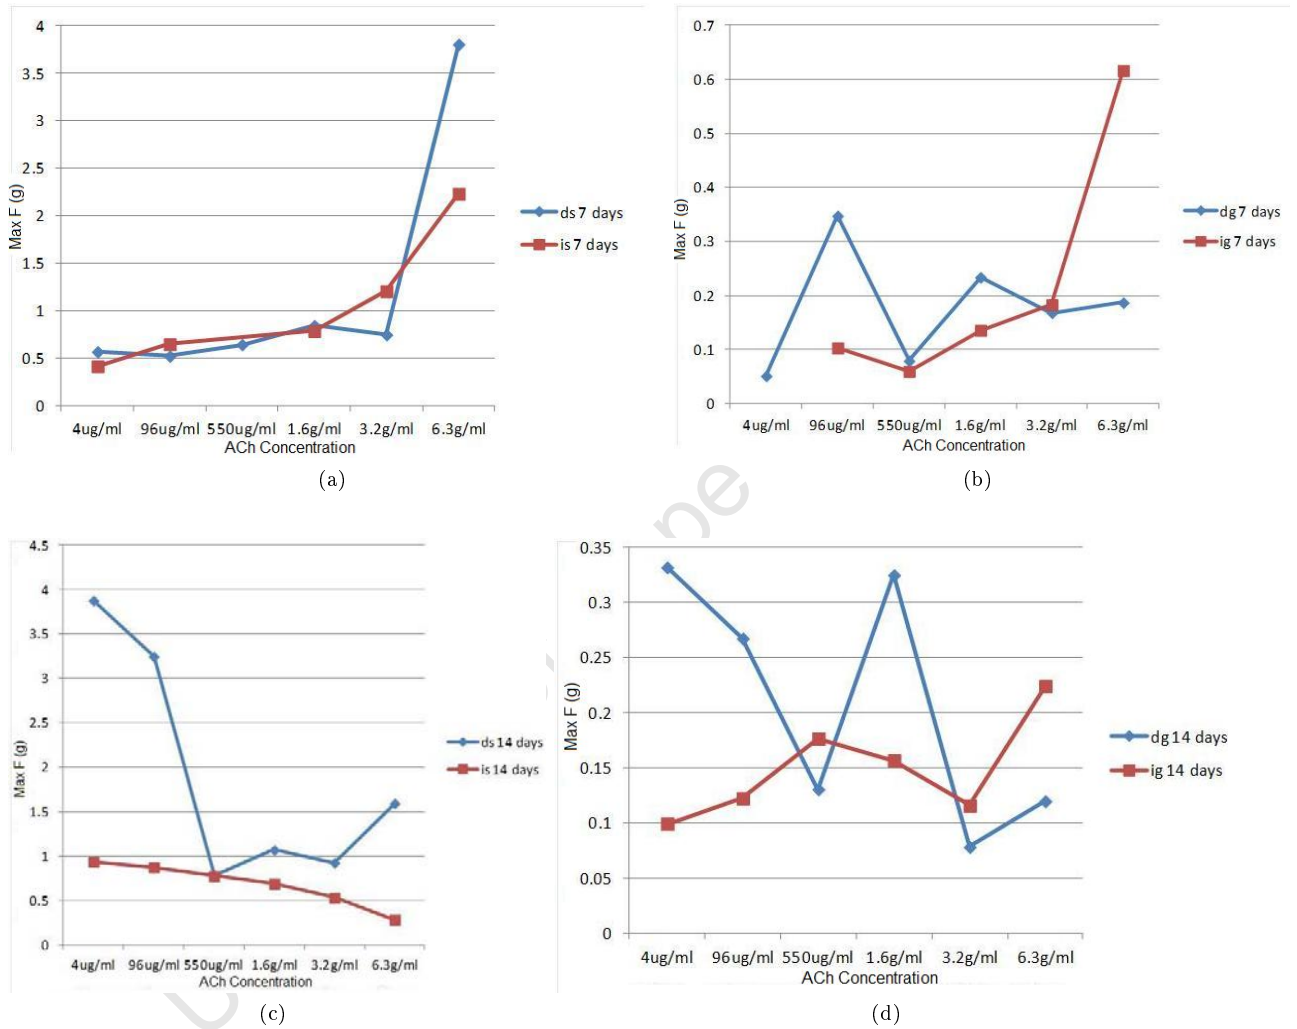 4
3.5
3
2.5
2
1.5
1
0.5
0
Max F (g)
4ug/ml 96ug/ml 550ug/ml 1.6g/ml 3.2g/ml 6.3g/ml
ACh Concentration
ds 7 days
is 7 days
(a)
0.7
0.6
0.5
0.4
0.3
0.2
0.1
0
Max F (g)
4ug/ml 96ug/ml 550ug/ml 1.6g/ml 3.2g/ml 6.3g/ml
ACh Concentration
dg 7 days
ig 7 days
(b)
4.5
4
3.5
3
2.5
2
1.5
1
0.5
0
Max F (g)
4ug/ml 96ug/ml 550ug/ml 1.6g/ml 3.2g/ml 6.3g/ml
ACh Concentration
ds 14 days
is 14 days
(c)
0.35
0.3
0.25
0.2
0.15
0.1
0.05
0
Max F (g)
4ug/ml 96ug/ml 550ug/ml 1.6g/ml 3.2g/ml 6.3g/ml
ACh Concentration
dg 14 days
ig 14 days
(d)